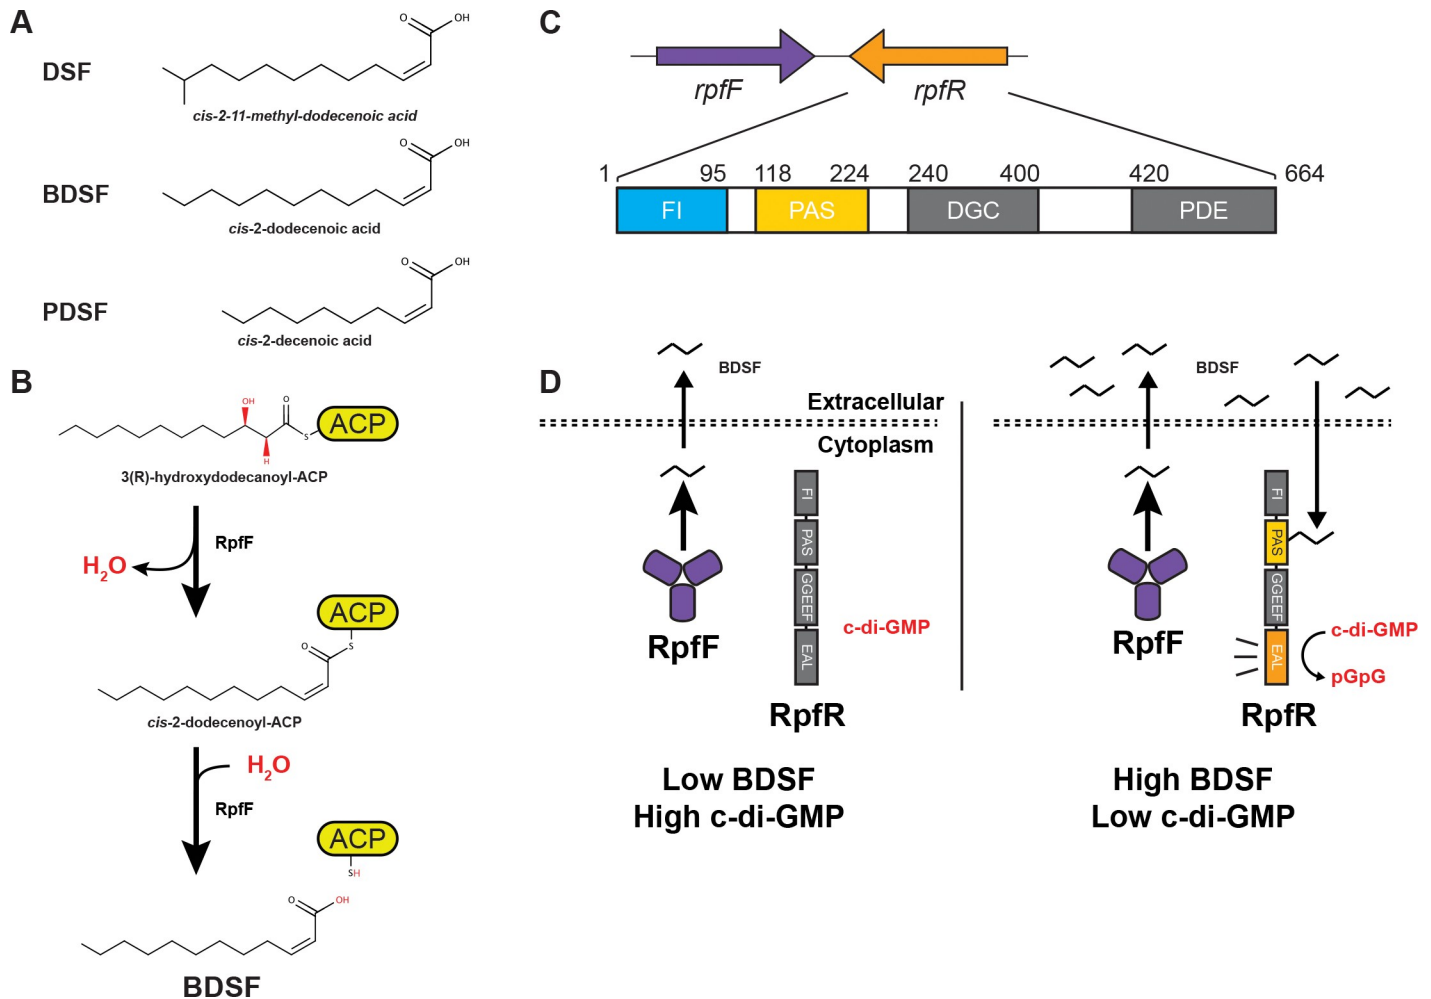 A
DSF
O
OH
cis-2-11-methyl-dodecenoic acid
BDSF
O
OH
cis-2-dodecenoic acid
PDSF
O
OH
cis-2-decenoic acid
B
OH
O
S
H
ACP
3(R)-hydroxydodecanoyl-ACP
RpfF
H2O
ACP
O
S
cis-2-dodecenoyl-ACP
H2O
RpfF
ACP
SH
O
OH
BDSF
C
rpfF
rpfR
1
95
118
224
240
400
420
664
FI
PAS
DGC
PDE
D
BDSF
Extracellular
Cytoplasm
FI
PAS
GGEEF
EAL
c-di-GMP
RpfF
RpfR
Low BDSF
High c-di-GMP
BDSF
FI
PAS
GGEEF
EAL
c-di-GMP
pGpG
RpfF
RpfR
High BDSF
Low c-di-GMP